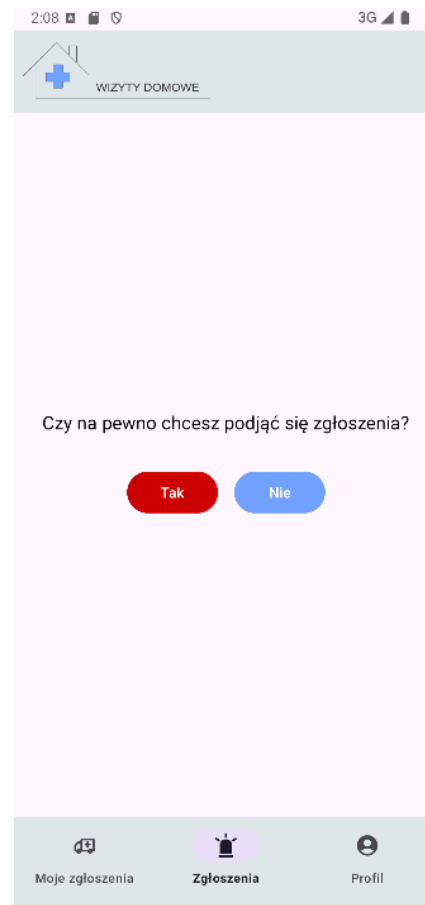 2:08
3G
WIZYTY DOMOWE
Czy na pewno chcesz podjąć się zgłoszenia?
Tak
Nie
Moje zgłoszenia
Zgłoszenia
Profil